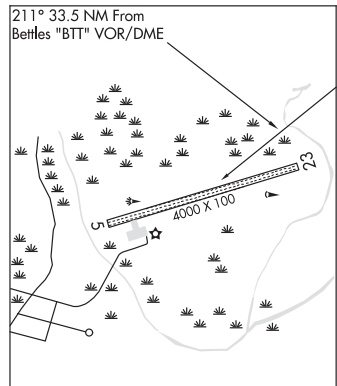 211° 33.5 NM From
Bettles "BTT" VOR/DME
23
5
4000 X 100